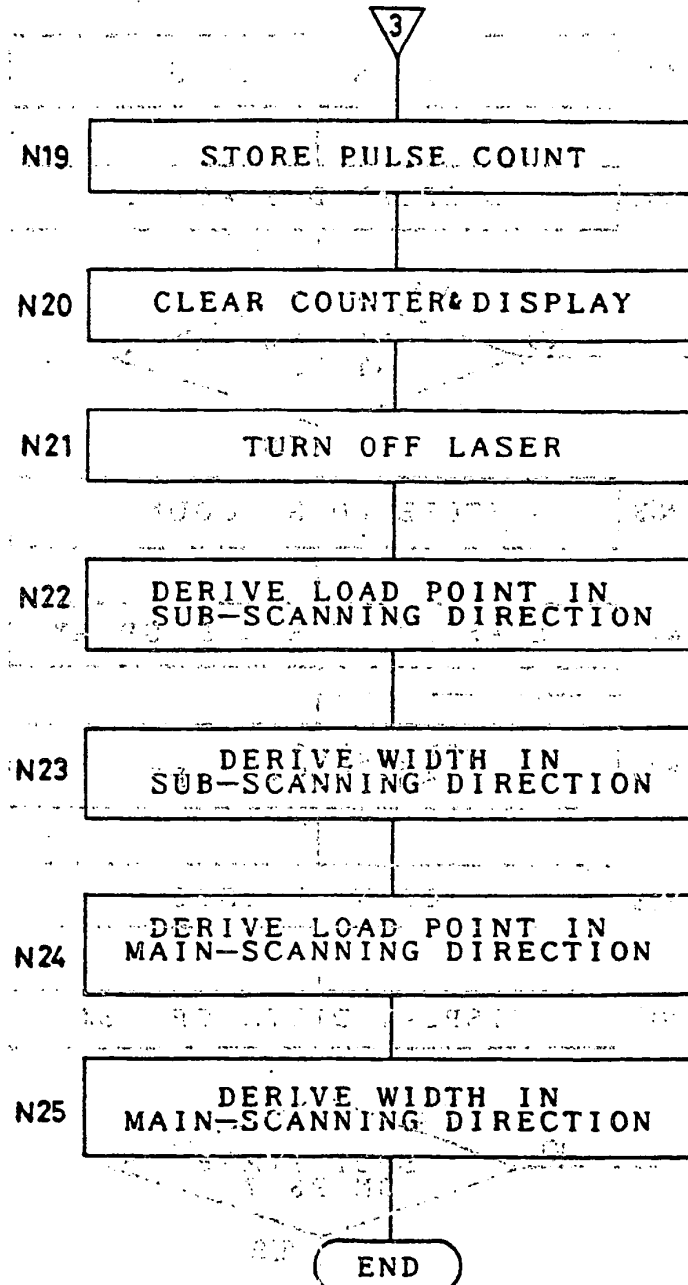 3
N19
STORE PULSE COUNT
N20
CLEAR COUNTER&DISPLAY
N21
TURN OFF LASER
N22
DERIVE LOAD POINT IN
SUB-SCANNING DIRECTION
N23
DERIVE WIDTH IN
SUB-SCANNING DIRECTION
N24
DERIVE LOAD POINT IN
MAIN-SCANNING DIRECTION
N25
DERIVE WIDTH IN
MAIN-SCANNING DIRECTION
END